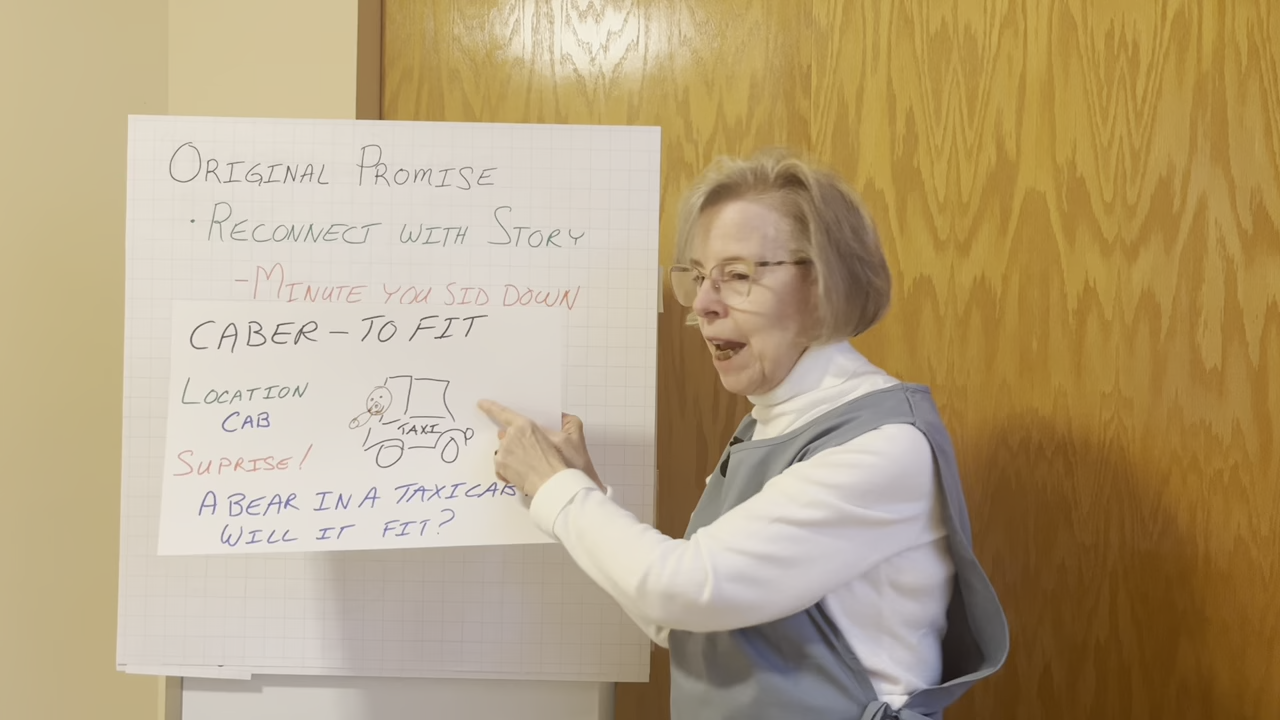 ORIGINAL PROMISE
· RECONNECT WITH STORY
- MINUTE YOU SID DOWN
CABER - TO FIT
LOCATION
CAB
TAXI
SUPRISE!
A BEAR IN A TAXICAB.
WILL IT FIT?